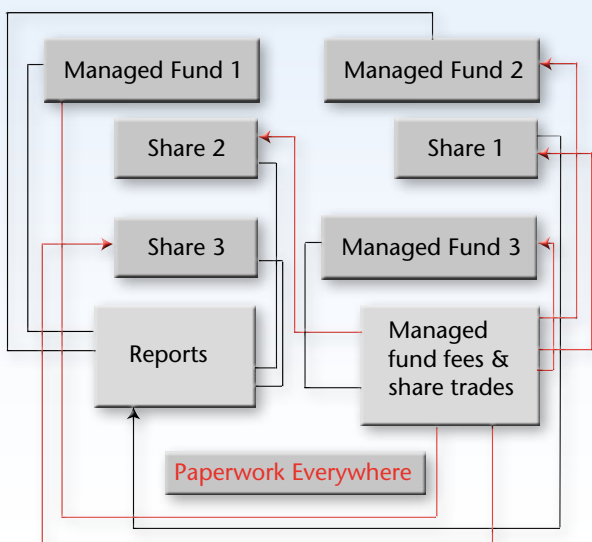 Managed Fund 1
Managed Fund 2
Share 2
Share 1
Share 3
Managed Fund 3
Reports
Managed
fund fees &
share trades
Paperwork Everywhere